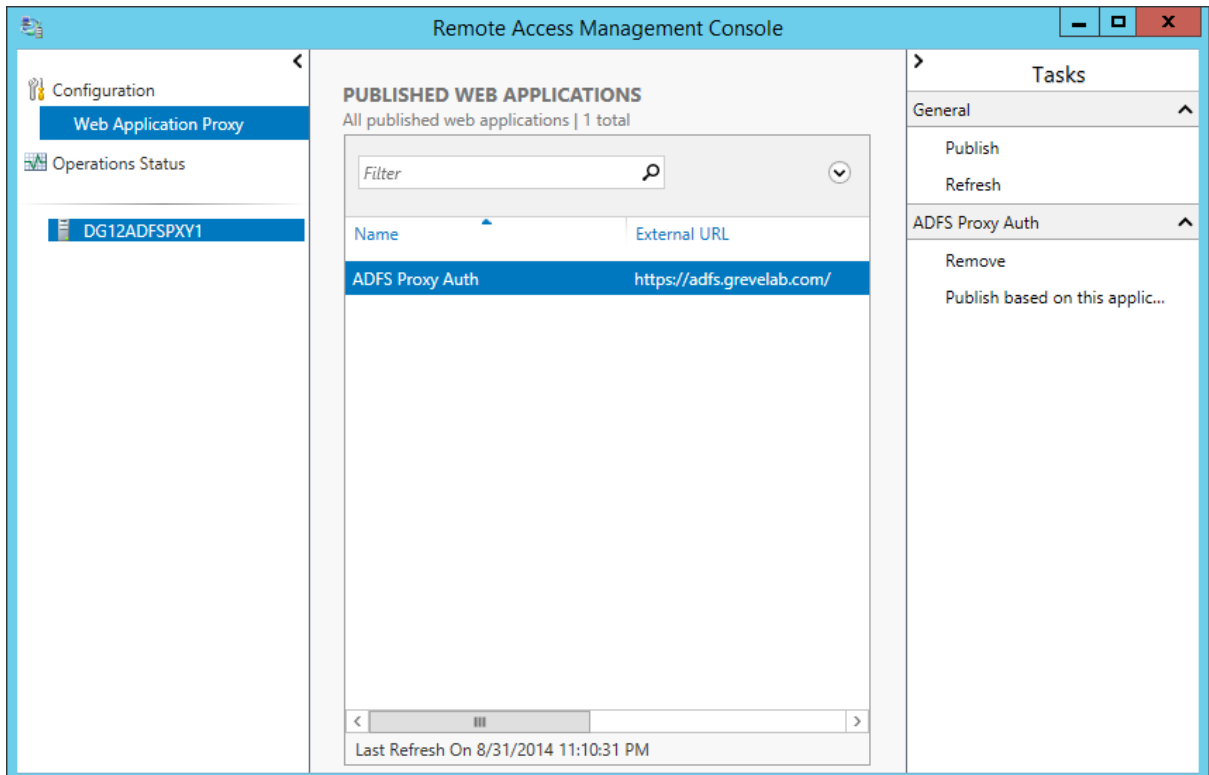 Remote Access Management Console
Configuration
Web Application Proxy
Operations Status
DG12ADFSPXY1
PUBLISHED WEB APPLICATIONS
All published web applications | 1 total
Filter
Name External URL
ADFS Proxy Auth https://adfs.grevelab.com/
Last Refresh On 8/31/2014 11:10:31 PM
Tasks
General
Publish
Refresh
ADFS Proxy Auth
Remove
Publish based on this applic...